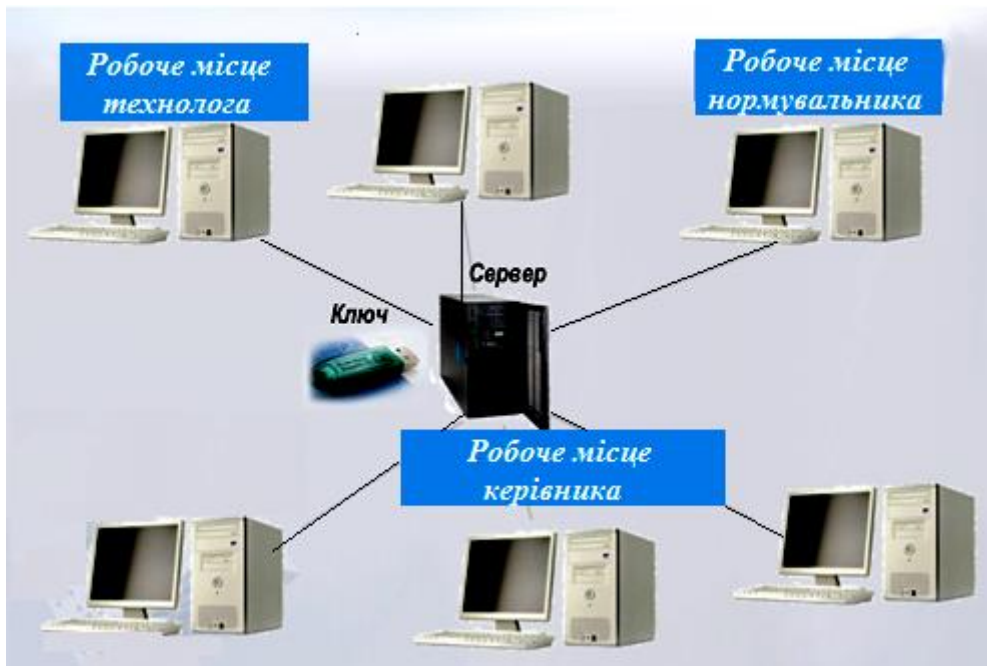 Робоче місце
технолога
Робоче місце
нормувальника
Сервер
Ключ
Робоче місце
керівника